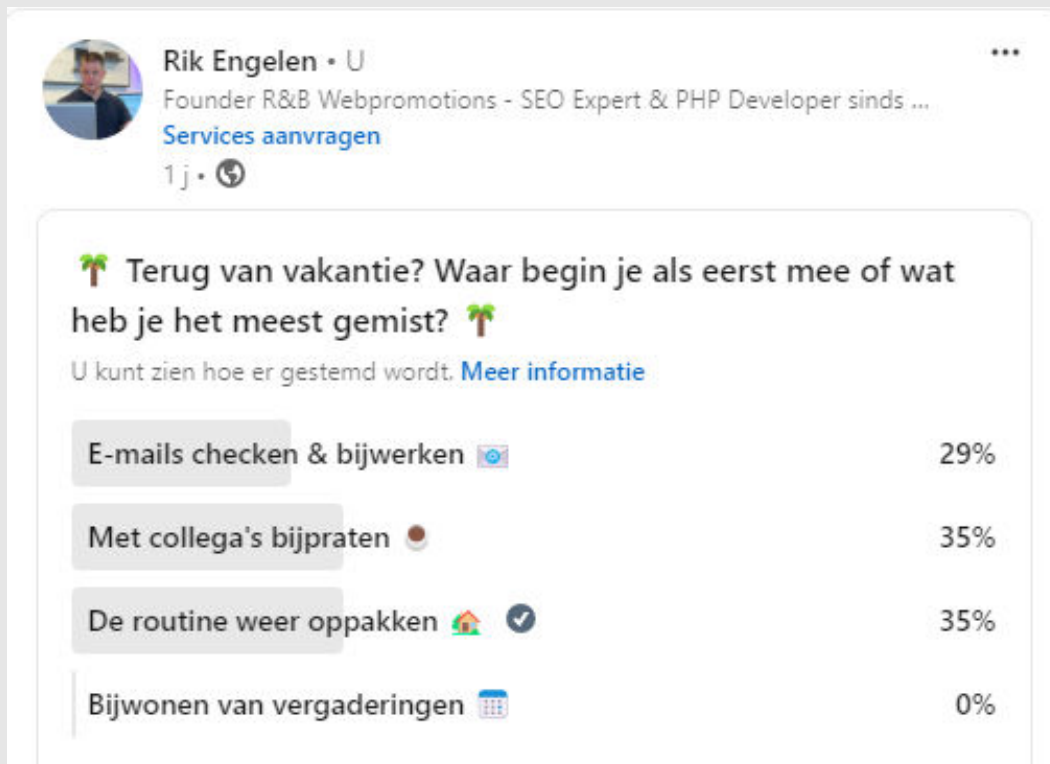 Rik Engelen • U
Founder R&B Webpromotions - SEO Expert & PHP Developer sinds ...
Services aanvragen
1 j •
Terug van vakantie? Waar begin je als eerst mee of wat
heb je het meest gemist?
U kunt zien hoe er gestemd wordt. Meer informatie
E-mails checken & bijwerken 29%
Met collega's bijpraten 35%
De routine weer oppakken 35%
Bijwonen van vergaderingen 0%